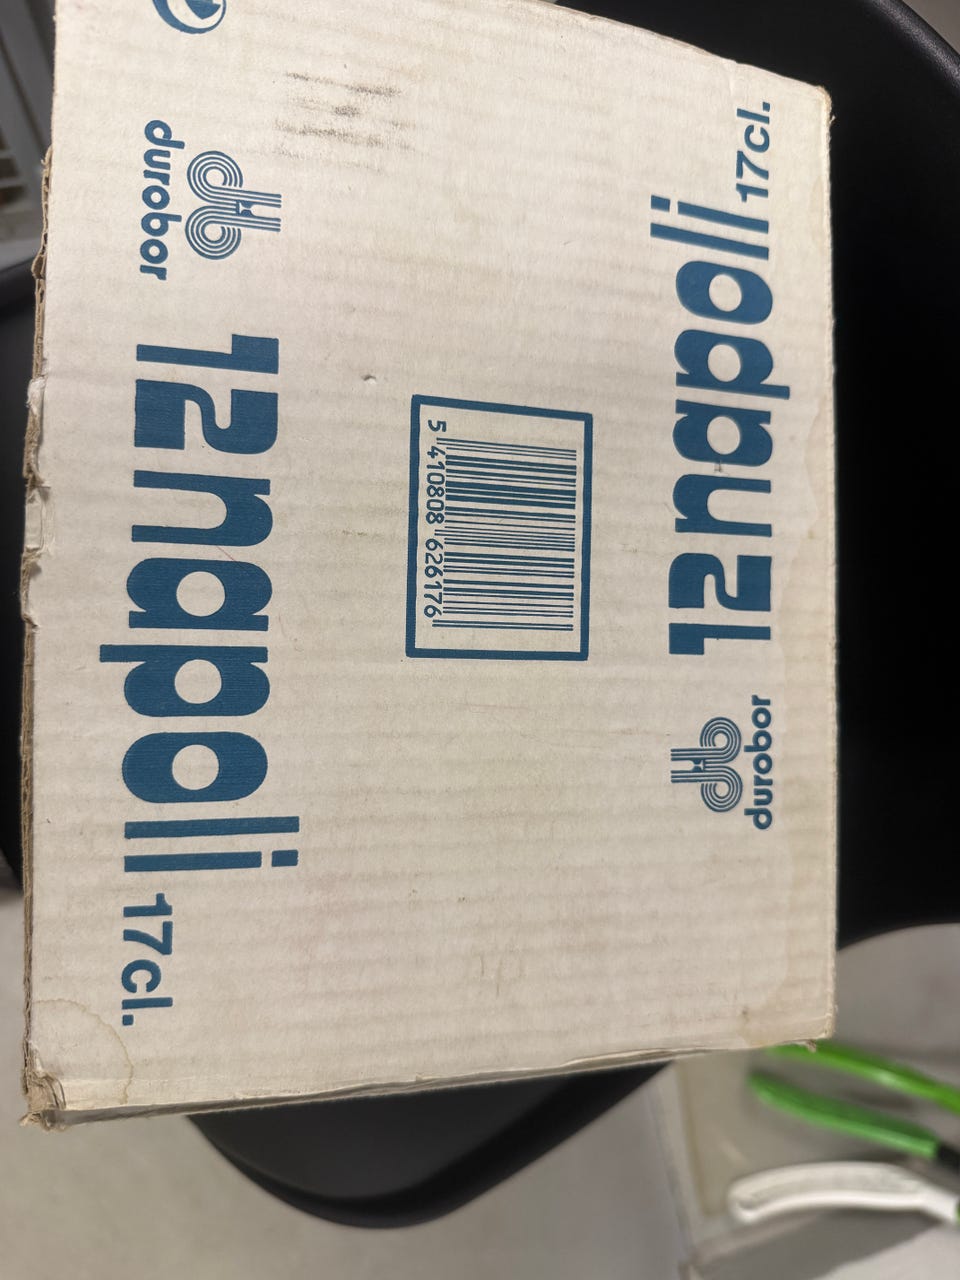 durobor
12 napoli 17cl.
5 410808 626176
durobor
12 napoli 17cl.